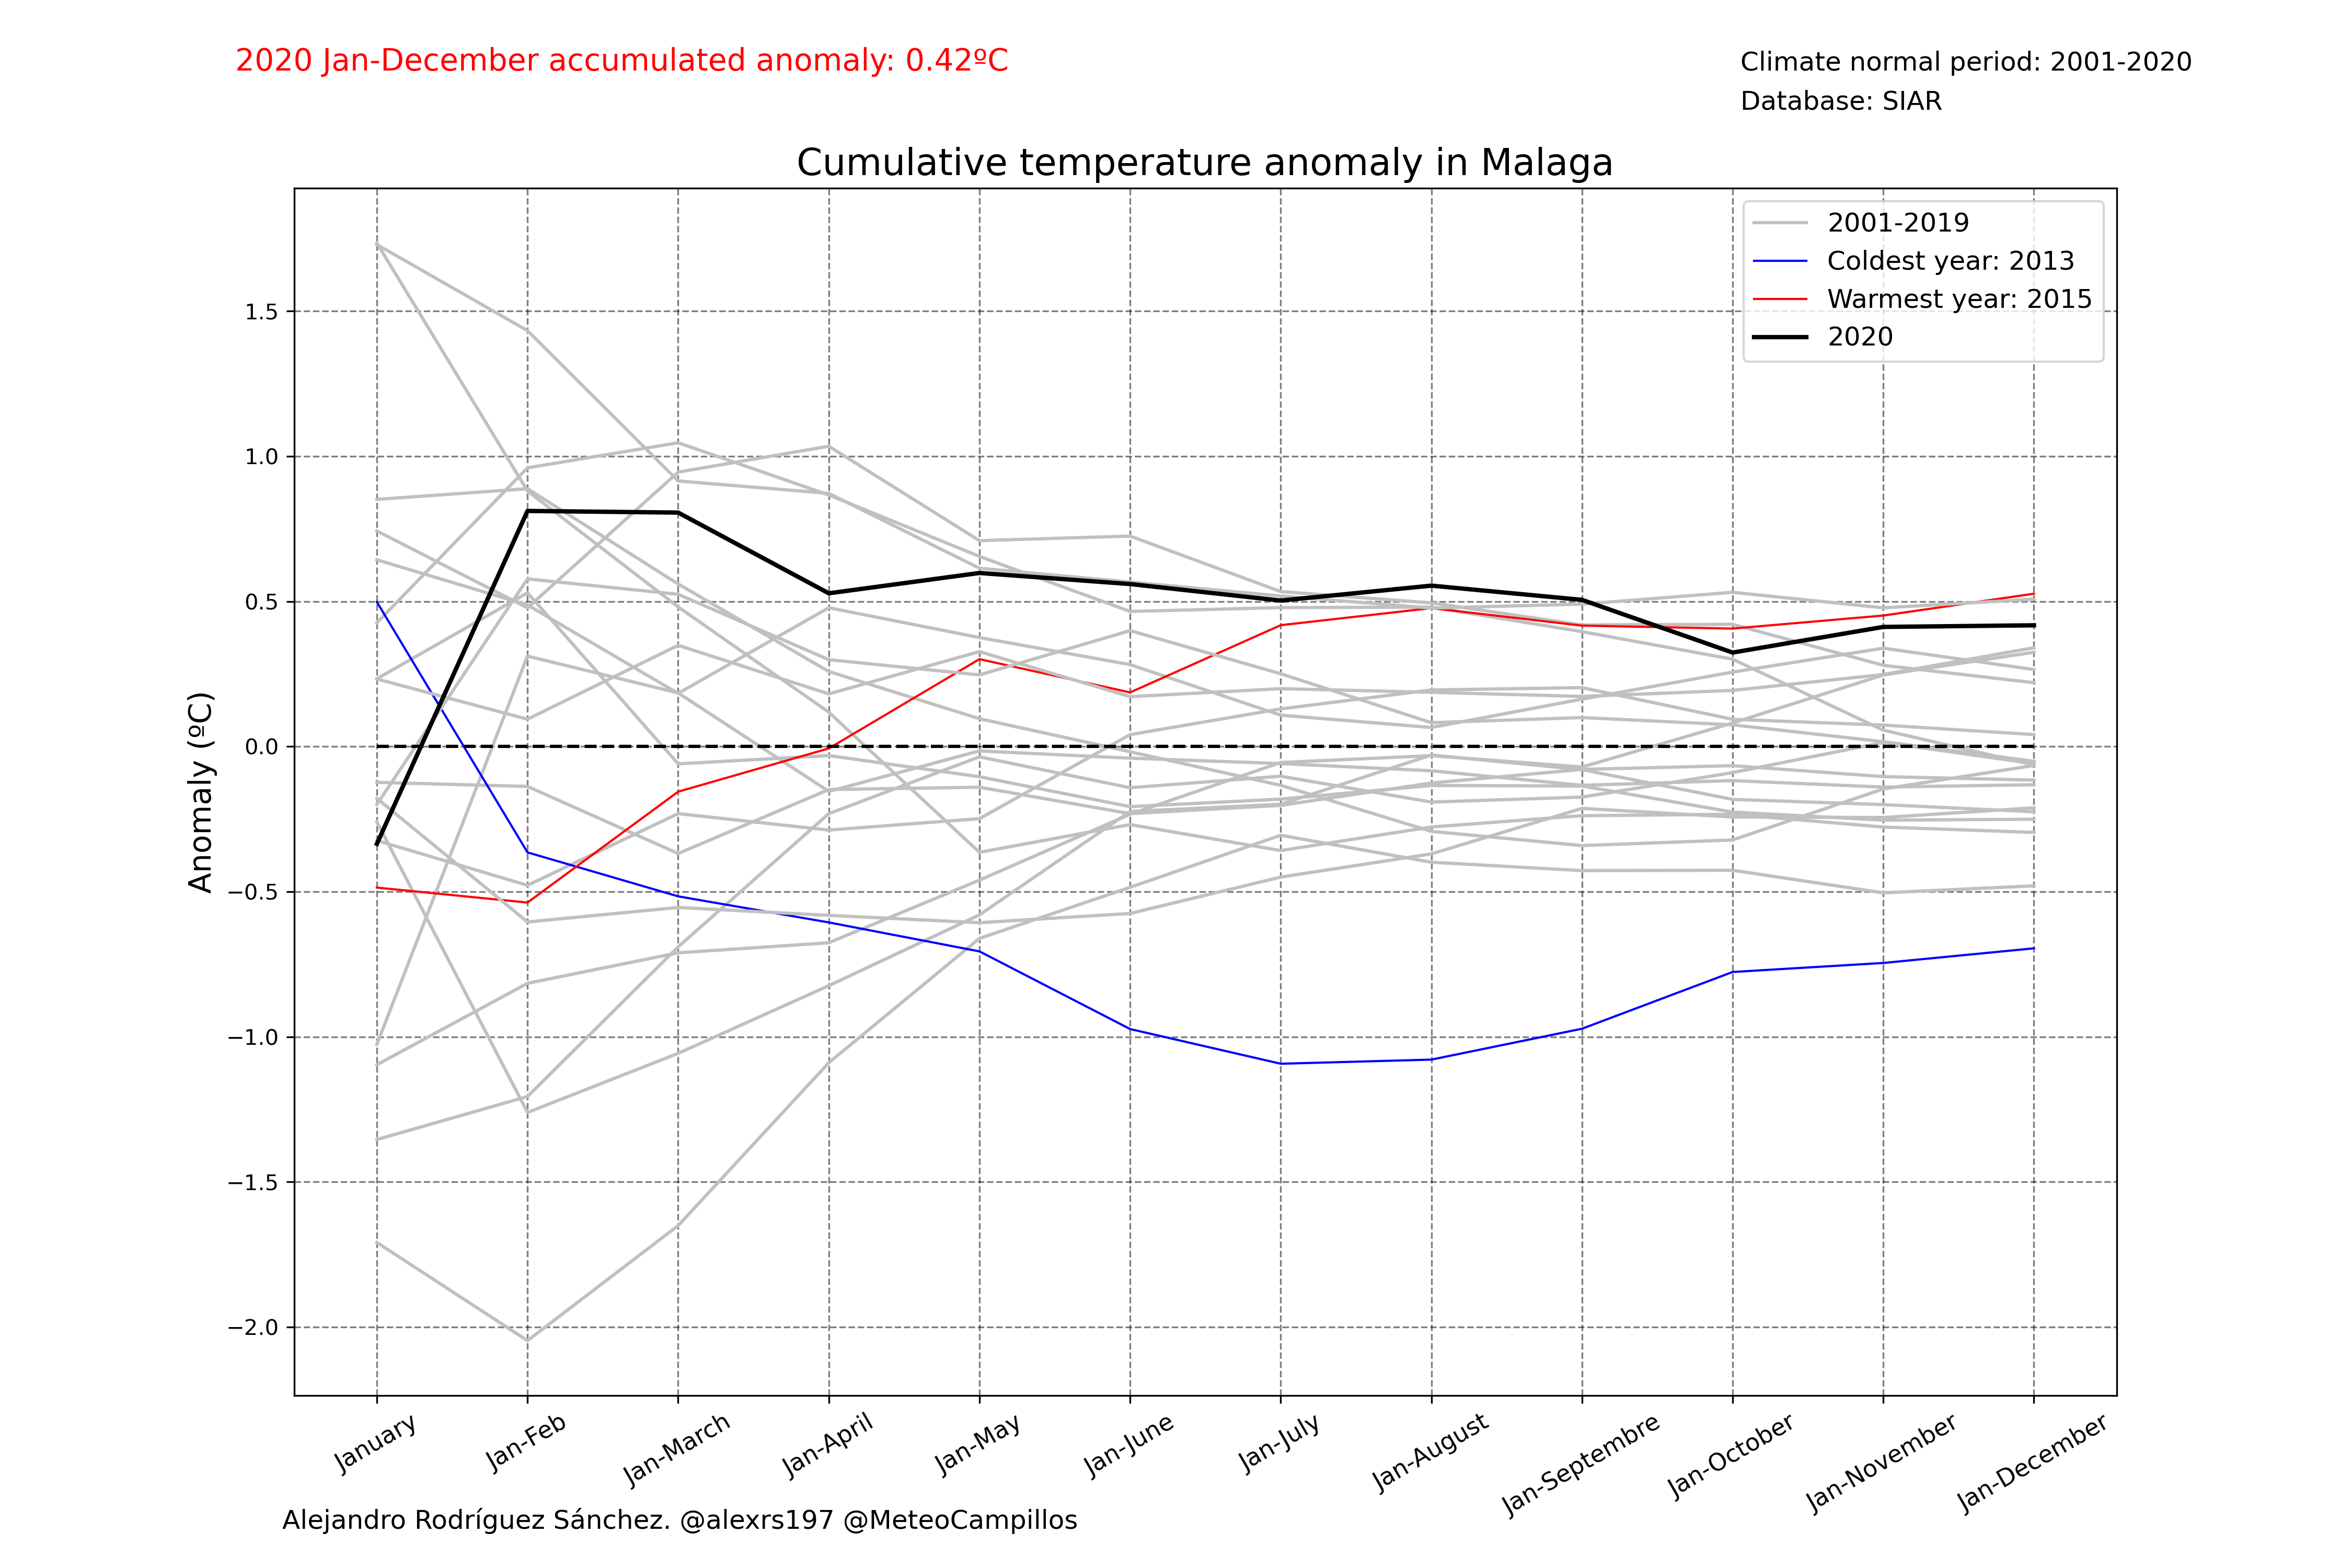 2020 Jan-December accumulated anomaly: 0.42ºC
Climate normal period: 2001-2020
Database: SIAR
Cumulative temperature anomaly in Malaga
2001-2019
Coldest year: 2013
Warmest year: 2015
2020
Anomaly (ºC)
1.5
1.0
0.5
0.0
−0.5
−1.0
−1.5
−2.0
January
Jan-Feb
Jan-March
Jan-April
Jan-May
Jan-June
Jan-July
Jan-August
Jan-Septembre
Jan-October
Jan-November
Jan-December
Alejandro Rodríguez Sánchez. @alexrs197 @MeteoCampillos